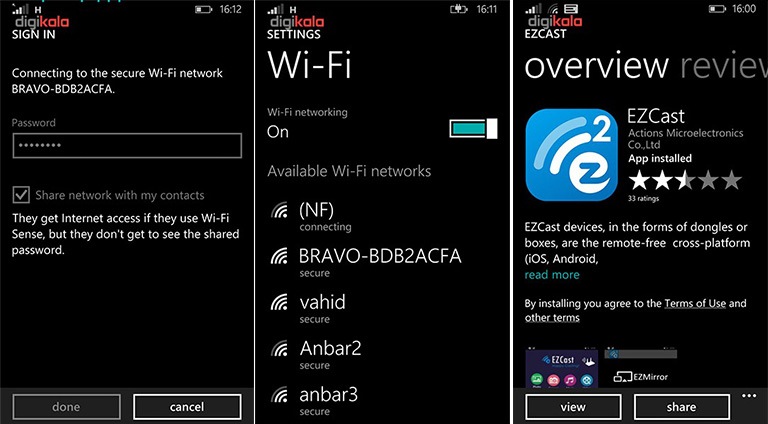 H
16:12
digikala
SIGN IN
Connecting to the secure Wi-Fi network
BRAVO-BDB2ACFA.
Password
••••••••
Share network with my contacts
They get Internet access if they use Wi-Fi
Sense, but they don't get to see the shared
password.
done
cancel
H
16:11
digikala
SETTINGS
Wi-Fi
Wi-Fi networking
On
Available Wi-Fi networks
(NF)
connecting
BRAVO-BDB2ACFA
secure
vahid
secure
Anbar2
secure
anbar3
secure
16:00
digikala
EZCAST
overview review
2
EZCast
Actions Microelectronics
Co.,Ltd
App installed
33 ratings
EZCast devices, in the forms of dongles or
boxes, are the remote-free cross-platform
(iOS, Android,
read more
By installing you agree to the Terms of Use and
other terms
EZCast
EZMirror
view
share